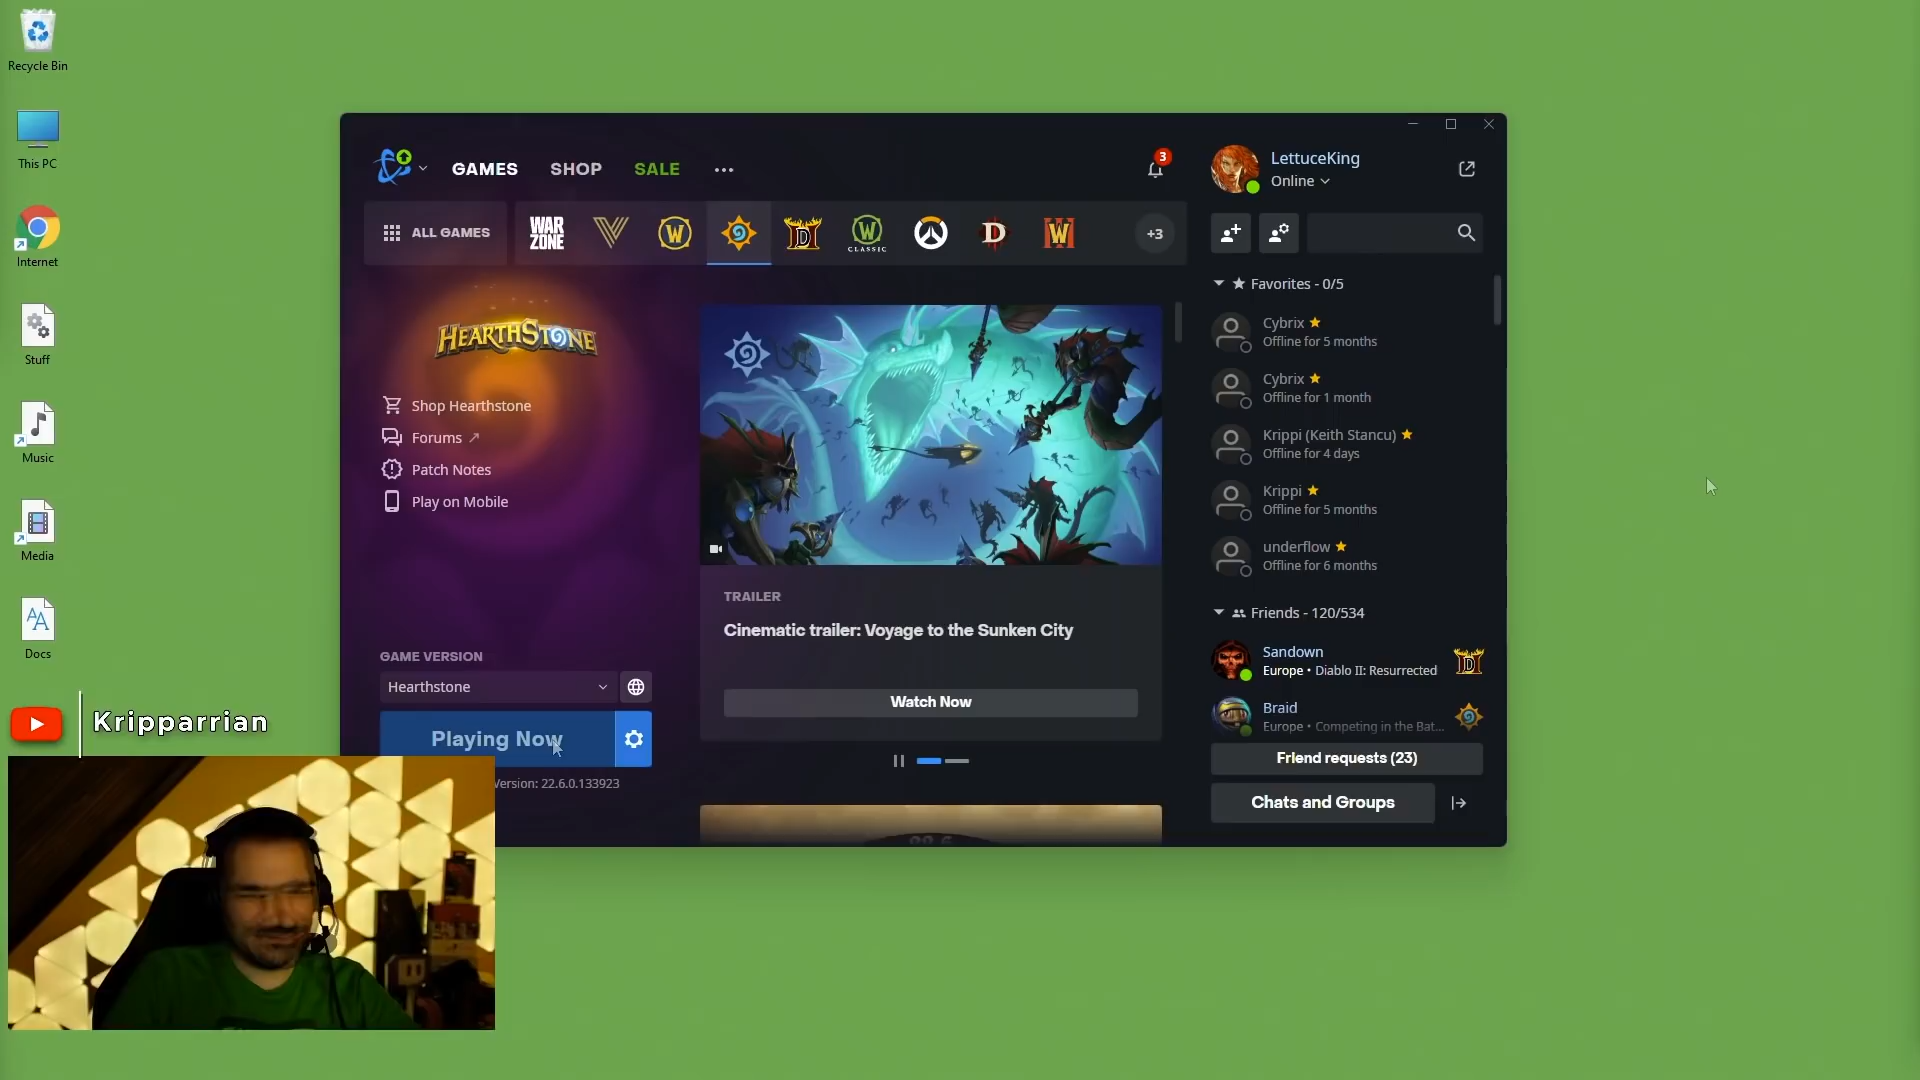 Recycle Bin
This PC
Internet
Stuff
Music
Media
Docs
Kripparrian
GAMES
SHOP
SALE
3
LettuceKing
Online
ALL GAMES
WAR
ZONE
W
D
W
CLASSIC
D
W
+3
HEARTHSTONE
Shop Hearthstone
Forums
Patch Notes
Play on Mobile
GAME VERSION
Hearthstone
Playing Now
Version: 22.6.0.133923
TRAILER
Cinematic trailer: Voyage to the Sunken City
Watch Now
Favorites - 0/5
Cybrix
Offline for 5 months
Cybrix
Offline for 1 month
Krippi (Keith Stancu)
Offline for 4 days
Krippi
Offline for 5 months
underflow
Offline for 6 months
Friends - 120/534
Sandown
Europe • Diablo II: Resurrected
Braid
Europe • Competing in the Bat...
Friend requests (23)
Chats and Groups